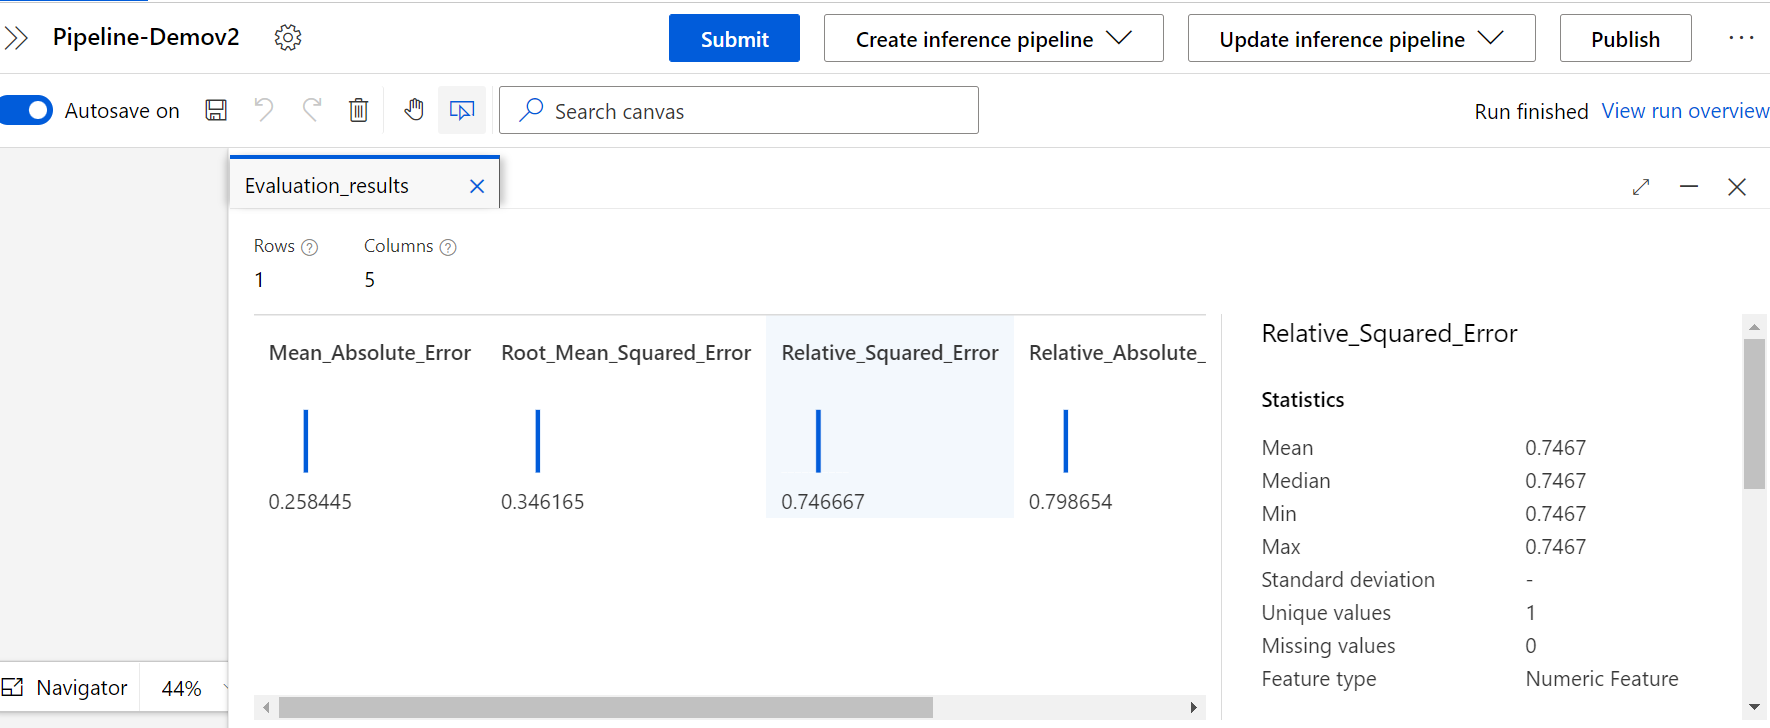 Pipeline-Demov2
Submit
Create inference pipeline
Update inference pipeline
Publish
...
Autosave on
Search canvas
Run finished View run overview
Evaluation_results
Rows
Columns
1
5
Mean_Absolute_Error
Root_Mean_Squared_Error
Relative_Squared_Error
Relative_Absolute_
0.258445
0.346165
0.746667
0.798654
Relative_Squared_Error
Statistics
Mean 0.7467
Median 0.7467
Min 0.7467
Max 0.7467
Standard deviation -
Unique values 1
Missing values 0
Feature type Numeric Feature
Navigator
44%